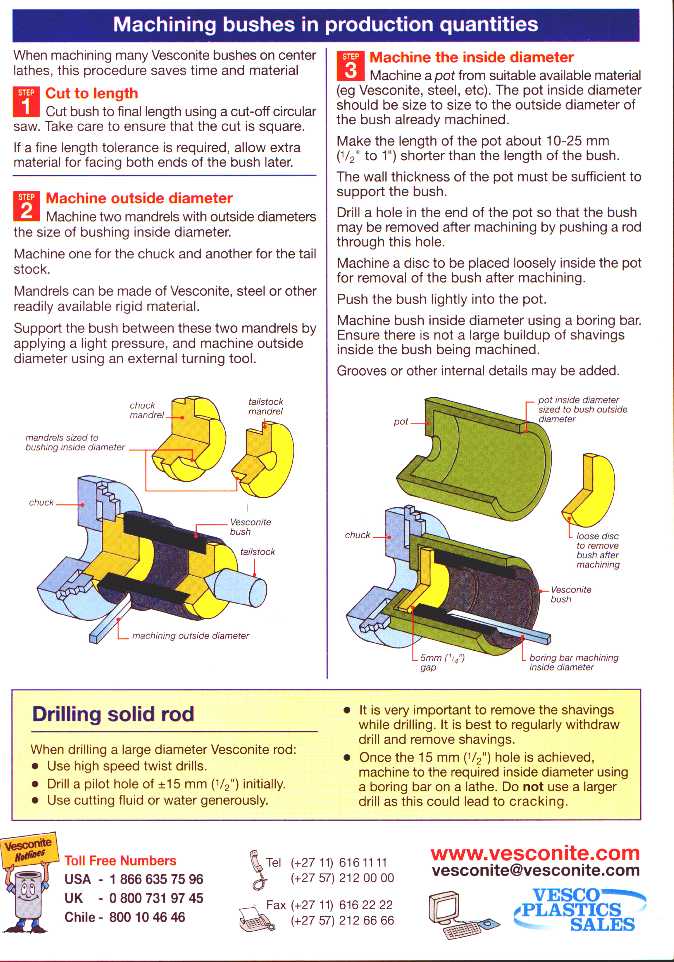 Machining bushes in production quantities
When machining many Vesconite bushes on center
lathes, this procedure saves time and material
STEP
1
Cut to length
Cut bush to final length using a cut-off circular
saw. Take care to ensure that the cut is square.
If a fine length tolerance is required, allow extra
material for facing both ends of the bush later.
STEP
2
Machine outside diameter
Machine two mandrels with outside diameters
the size of bushing inside diameter.
Machine one for the chuck and another for the tail
stock.
Mandrels can be made of Vesconite, steel or other
readily available rigid material.
Support the bush between these two mandrels by
applying a light pressure, and machine outside
diameter using an external turning tool.
chuck
mandrel
tailstock
mandrel
mandrels sized to
bushing inside diameter
chuck
Vesconite
bush
tailstock
machining outside diameter
STEP
3
Machine the inside diameter
Machine a pot from suitable available material
(eg Vesconite, steel, etc). The pot inside diameter
should be size to size to the outside diameter of
the bush already machined.
Make the length of the pot about 10-25 mm
(1/2" to 1") shorter than the length of the bush.
The wall thickness of the pot must be sufficient to
support the bush.
Drill a hole in the end of the pot so that the bush
may be removed after machining by pushing a rod
through this hole.
Machine a disc to be placed loosely inside the pot
for removal of the bush after machining.
Push the bush lightly into the pot.
Machine bush inside diameter using a boring bar.
Ensure there is not a large buildup of shavings
inside the bush being machined.
Grooves or other internal details may be added.
pot
pot inside diameter
sized to bush outside
diameter
chuck
loose disc
to remove
bush after
machining
Vesconite
bush
5mm (1/4")
gap
boring bar machining
inside diameter
Drilling solid rod
When drilling a large diameter Vesconite rod:
• Use high speed twist drills.
• Drill a pilot hole of ±15 mm (1/2") initially.
• Use cutting fluid or water generously.
• It is very important to remove the shavings
while drilling. It is best to regularly withdraw
drill and remove shavings.
• Once the 15 mm (1/2") hole is achieved,
machine to the required inside diameter using
a boring bar on a lathe. Do not use a larger
drill as this could lead to cracking.
Vesconite
Hotlines
Toll Free Numbers
USA - 1 866 635 75 96
UK - 0 800 731 97 45
Chile - 800 10 46 46
Tel (+27 11) 616 11 11
(+27 57) 212 00 00
Fax (+27 11) 616 22 22
(+27 57) 212 66 66
www.vesconite.com
vesconite@vesconite.com
VESCO
PLASTICS
SALES